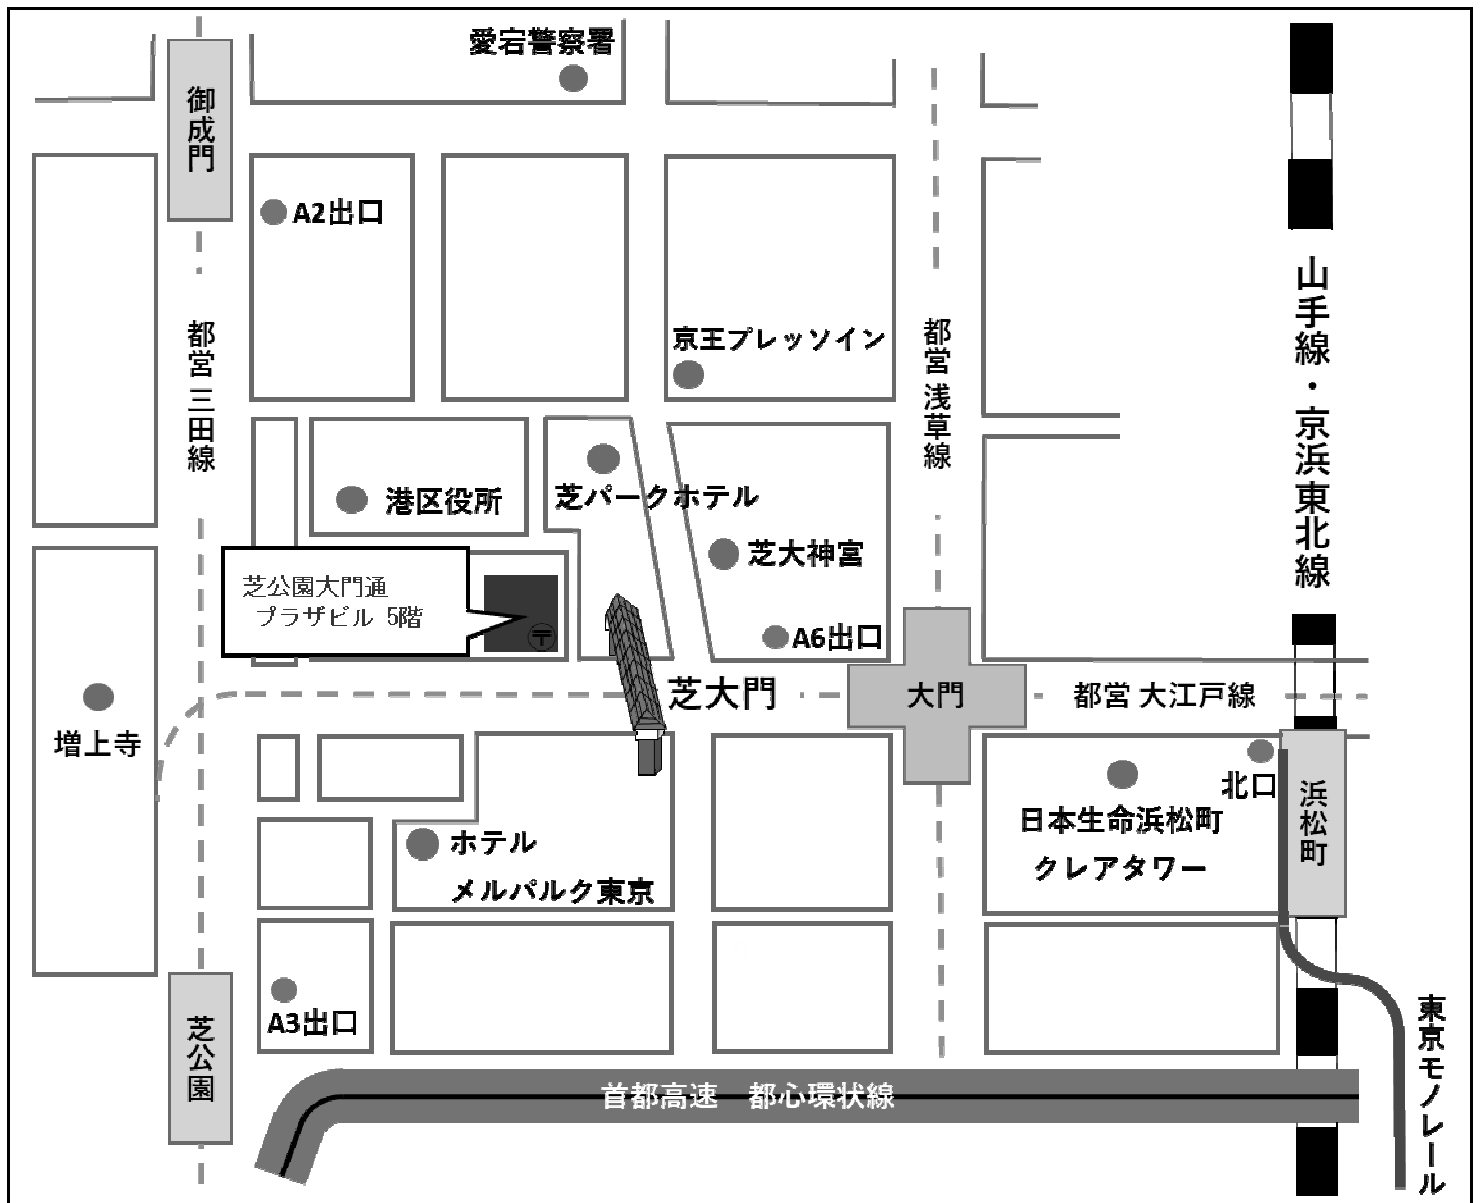 愛宕警察署
御成門
A2出口
山手線・京浜東北線
都営 三田線
京王プレッソイン
都営 浅草線
港区役所
芝パークホテル
芝大神宮
芝公園大門通
プラザビル 5階
〒
A6出口
芝大門
大門
都営 大江戸線
増上寺
北口
浜松町
日本生命浜松町
クレアタワー
ホテル
メルパルク東京
A3出口
芝公園
東京モノレール
首都高速 都心環状線